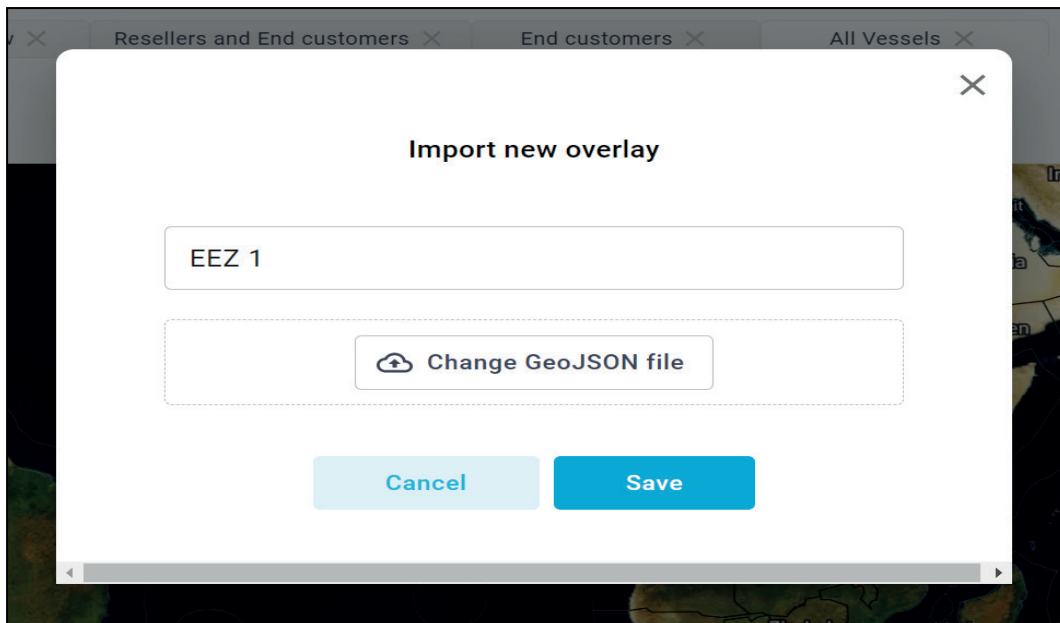 Resellers and End customers
End customers
All Vessels
Import new overlay
EEZ 1
Change GeoJSON file
Cancel
Save